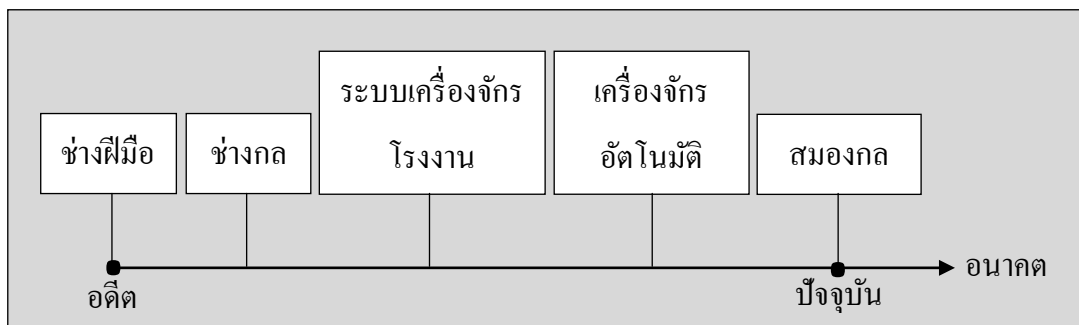 ระบบเครื่องจักร
โรงงาน
เครื่องจักร
อัตโนมัติ
ช่างฝีมือ
ช่างกล
สมองกล
อนาคต
อดีต
ปัจจุบัน